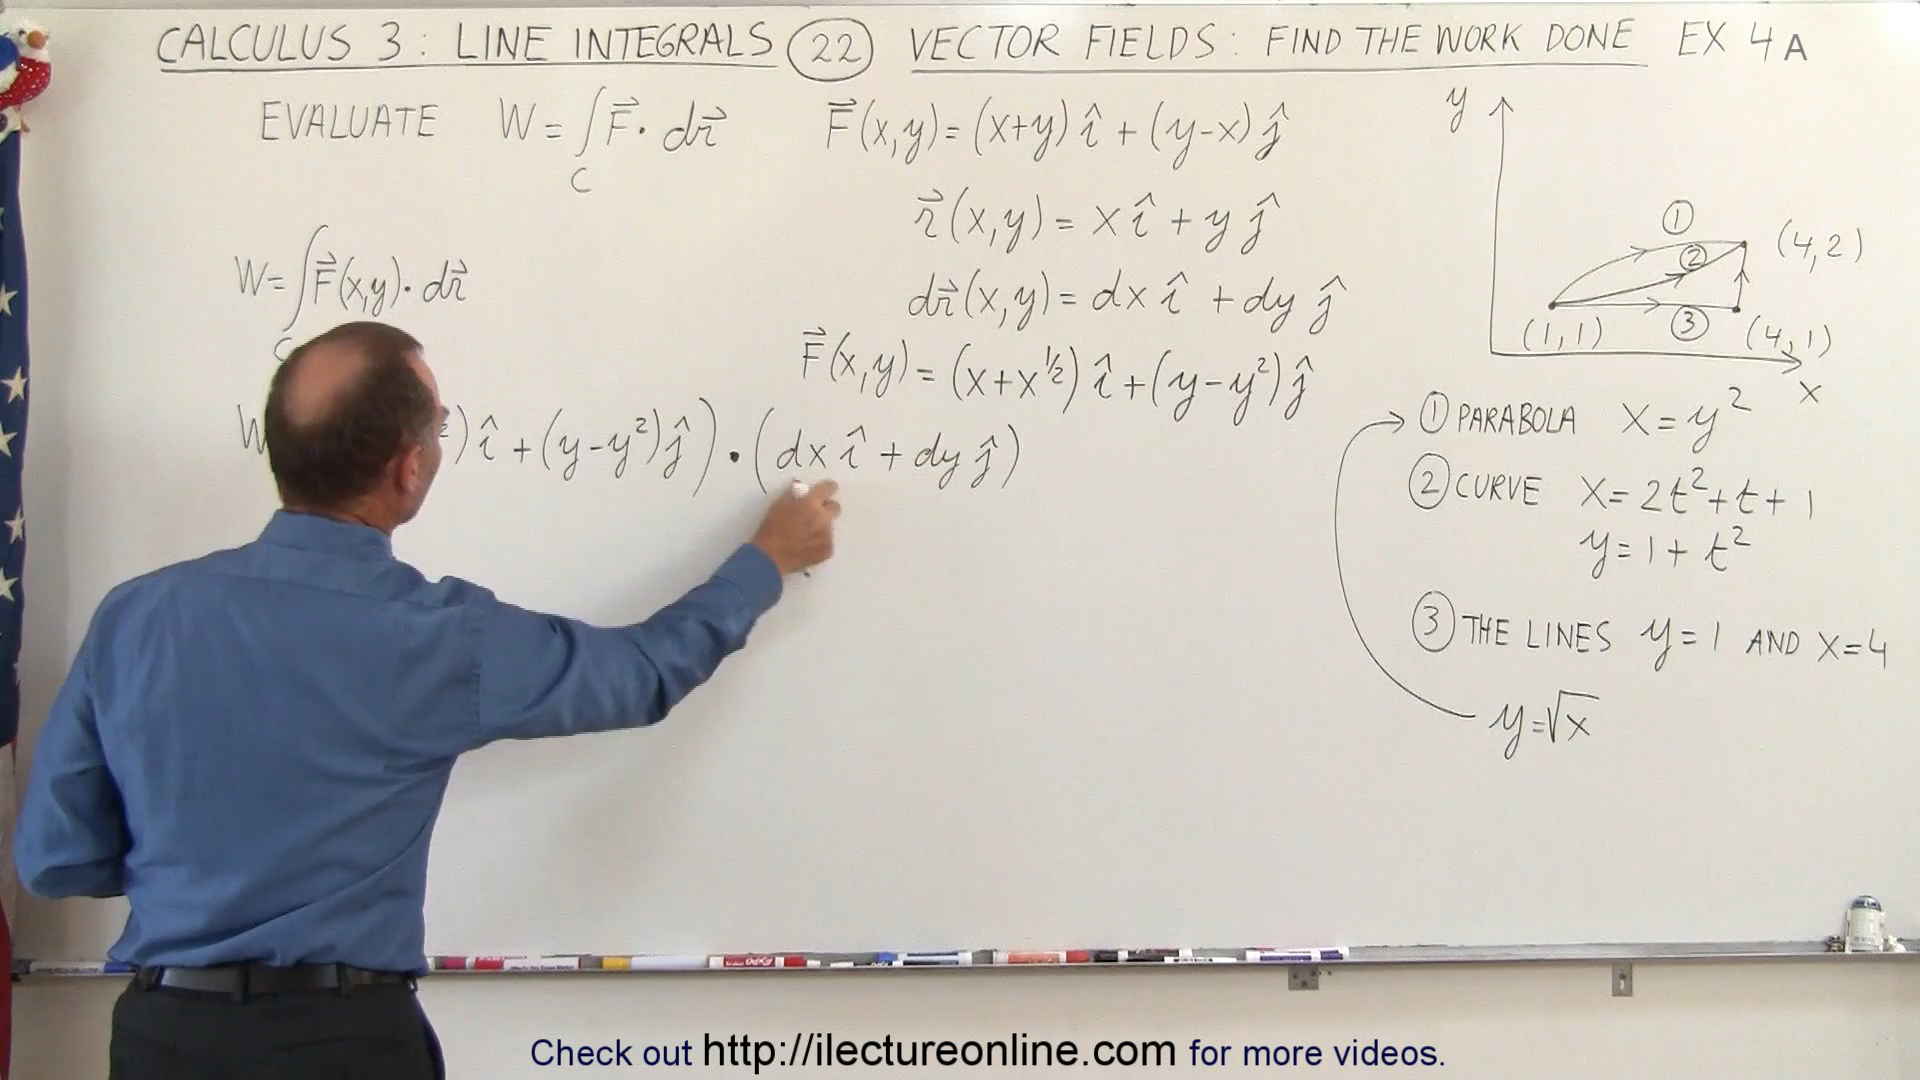 CALCULUS 3: LINE INTEGRALS (22) VECTOR FIELDS: FIND THE WORK DONE EX 4 A
EVALUATE W = ∫_C F⃗ · dr⃗
F⃗(x,y) = (x+y) î + (y-x) ĵ
r⃗(x,y) = x î + y ĵ
dr⃗(x,y) = dx î + dy ĵ
F⃗(x,y) = (x+x^½) î + (y-y²) ĵ
W = ∫ F⃗(x,y) · dr⃗
C
W
) î + (y-y²) ĵ) · (dx î + dy ĵ)
y
①
(4,2)
②
(1,1)
③
(4,1)
x
① PARABOLA x = y²
② CURVE x = 2t² + t + 1
y = 1 + t²
③ THE LINES y = 1 AND x = 4
y = √x
Check out http://ilectureonline.com for more videos.